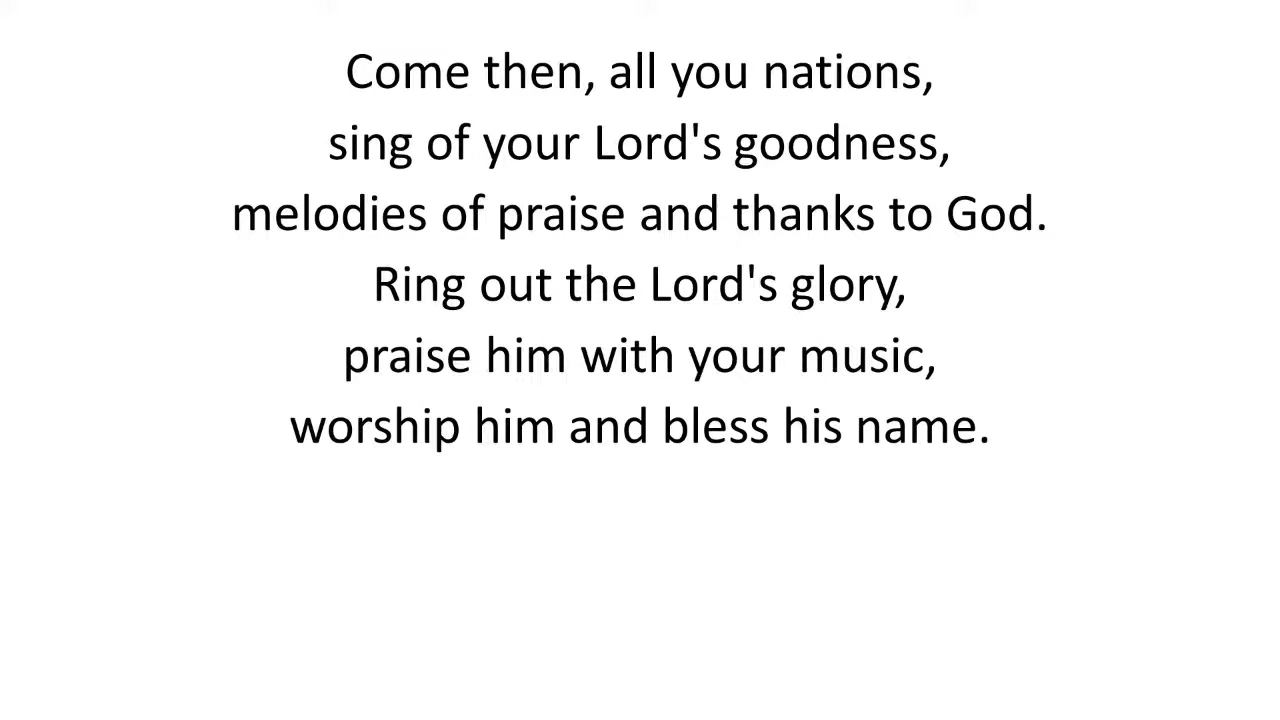 Come then, all you nations,
sing of your Lord's goodness,
melodies of praise and thanks to God.
Ring out the Lord's glory,
praise him with your music,
worship him and bless his name.